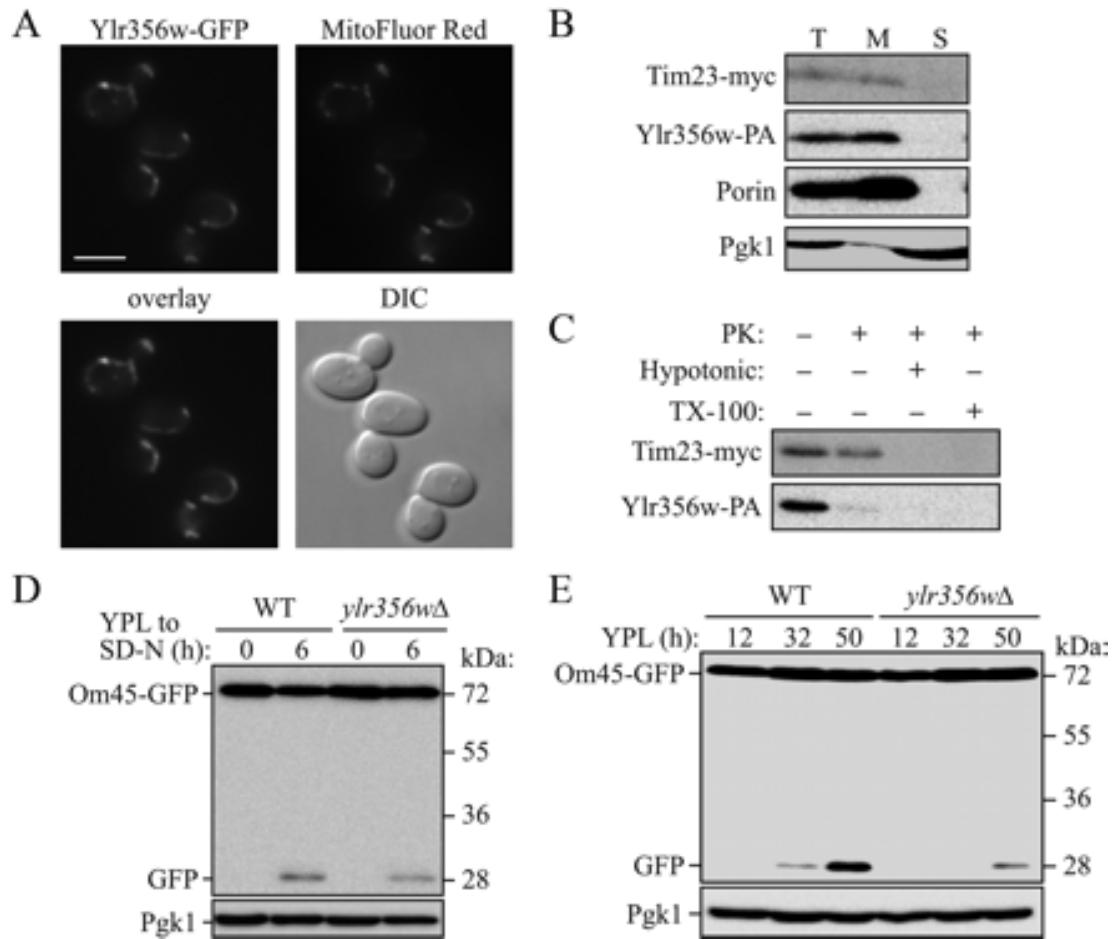 A
Ylr356w-GFP MitoFluor Red
overlay DIC
B
T M S
Tim23-myc
Ylr356w-PA
Porin
Pgk1
C
PK: – + + +
Hypotonic: – – + –
TX-100: – – – +
Tim23-myc
Ylr356w-PA
D
WT ylr356wΔ
YPL to
SD-N (h): 0 6 0 6 kDa:
Om45-GFP 72
55
36
GFP 28
Pgk1
E
WT ylr356wΔ
YPL (h): 12 32 50 12 32 50 kDa:
Om45-GFP 72
55
36
GFP 28
Pgk1